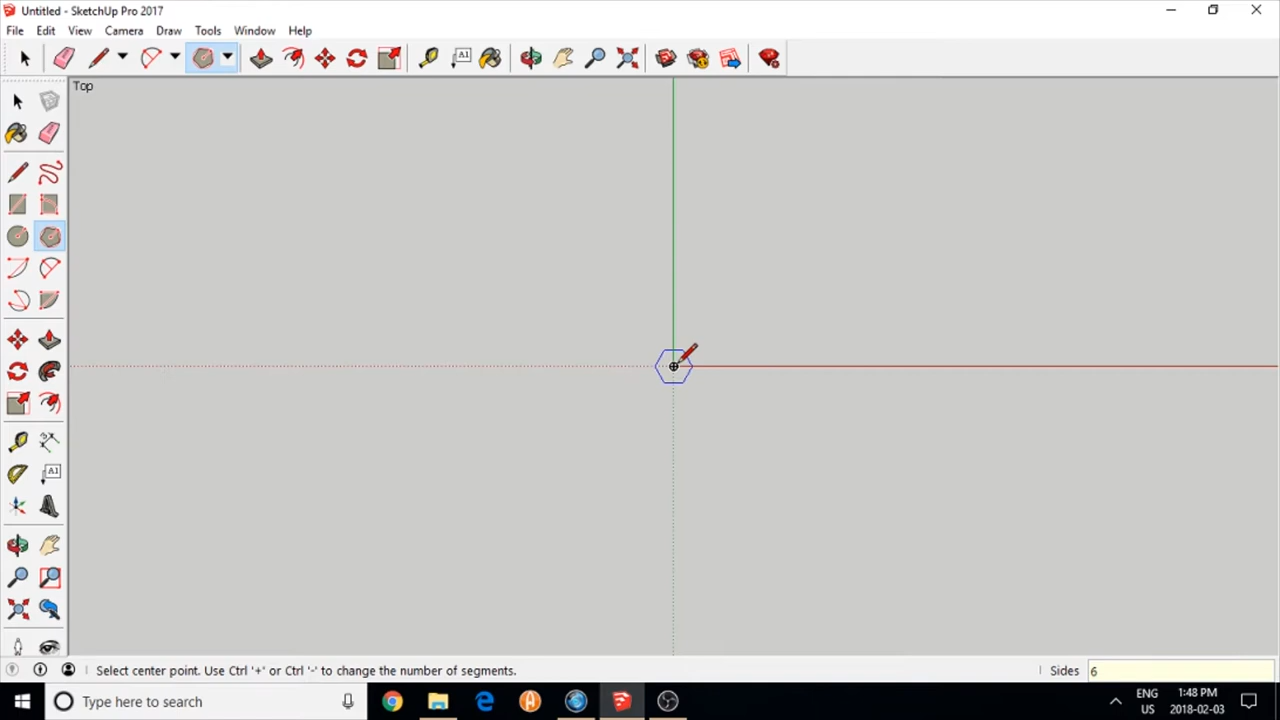 Untitled - SketchUp Pro 2017
File Edit View Camera Draw Tools Window Help
A1
Top
A1
Select center point. Use Ctrl '+' or Ctrl '-' to change the number of segments.
Sides 6
Type here to search
ENG 1:48 PM
US 2018-02-03